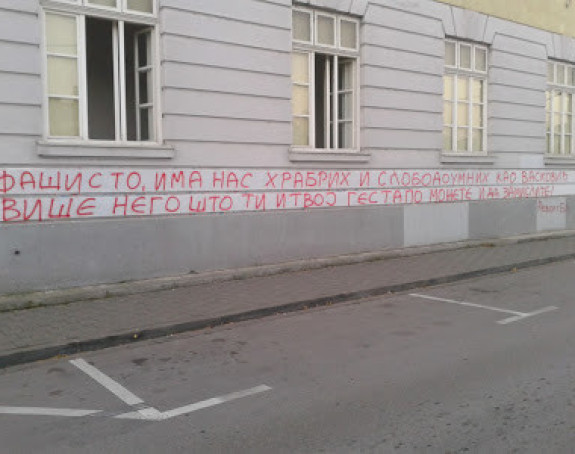 ФАШИСТО, ИМА НАС ХРАБРИХ И СЛОБОДОУМНИХ КАО ВАСКОВИЋ
ВИШЕ НЕГО ШТО ТИ И ТВОЈ ГЕСТАПО МОЖЕТЕ И ДА ЗАМИСЛИТЕ!